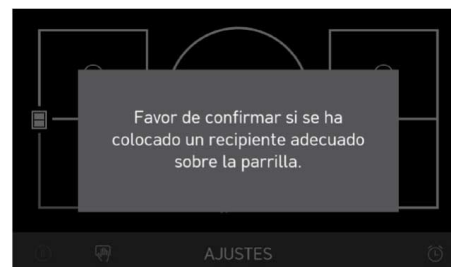 Favor de confirmar si se ha
colocado un recipiente adecuado
sobre la parrilla.
AJUSTES